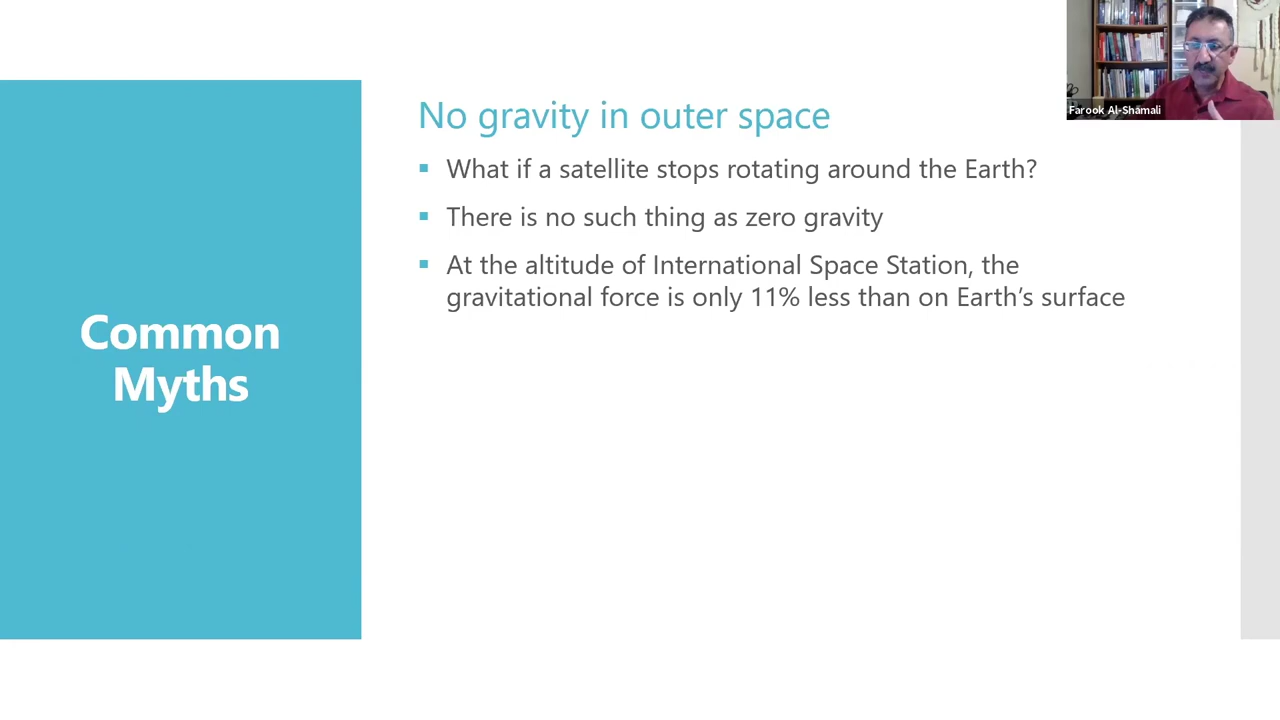 Common
Myths
No gravity in outer space
▪ What if a satellite stops rotating around the Earth?
▪ There is no such thing as zero gravity
▪ At the altitude of International Space Station, the
gravitational force is only 11% less than on Earth’s surface
Farook Al-Shamali